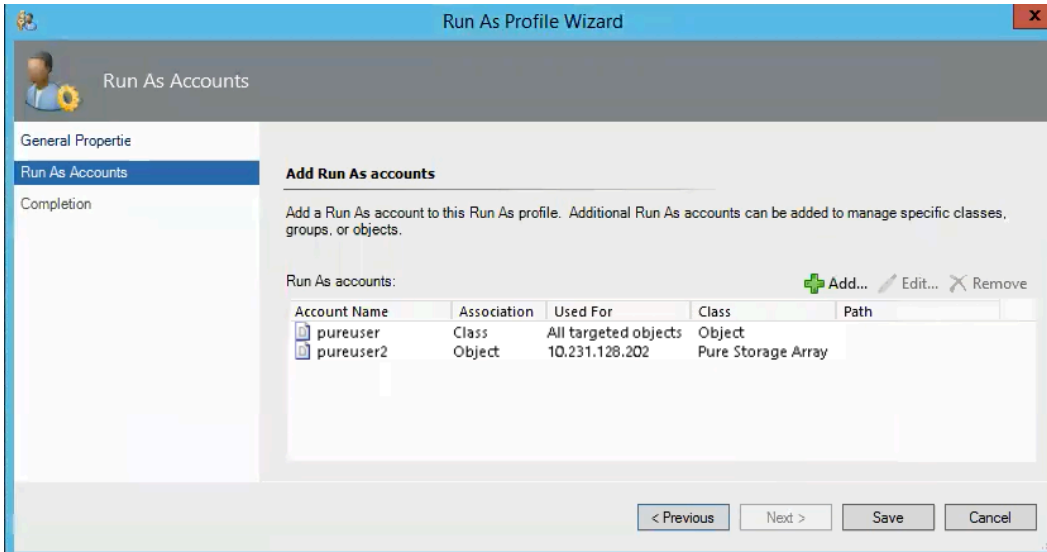 Run As Profile Wizard
x
Run As Accounts
General Propertie
Run As Accounts
Completion
Add Run As accounts
Add a Run As account to this Run As profile. Additional Run As accounts can be added to manage specific classes,
groups, or objects.
Run As accounts: Add... Edit... Remove
Account Name Association Used For Class Path
pureuser Class All targeted objects Object
pureuser2 Object 10.231.128.202 Pure Storage Array
< Previous Next > Save Cancel